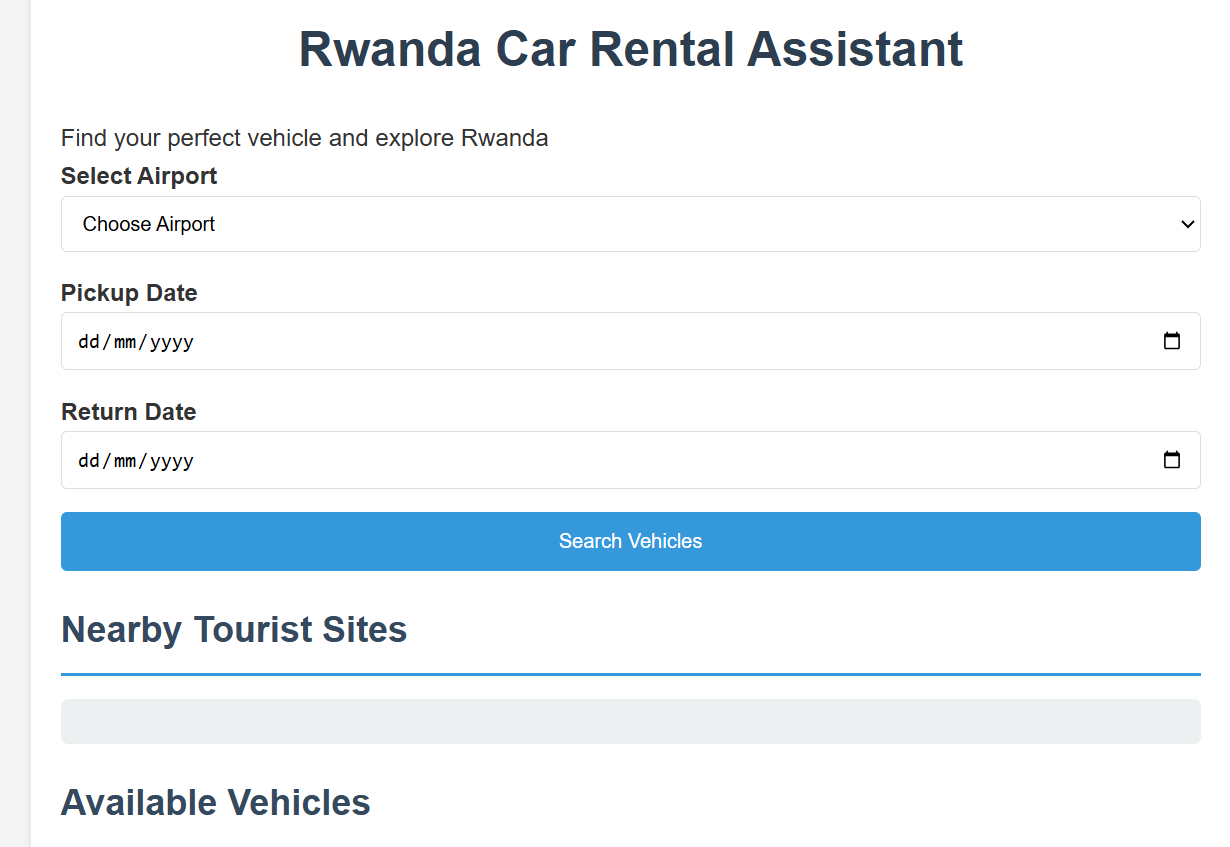 Rwanda Car Rental Assistant
Find your perfect vehicle and explore Rwanda
Select Airport
Choose Airport
Pickup Date
dd/mm/yyyy
Return Date
dd/mm/yyyy
Search Vehicles
Nearby Tourist Sites
Available Vehicles